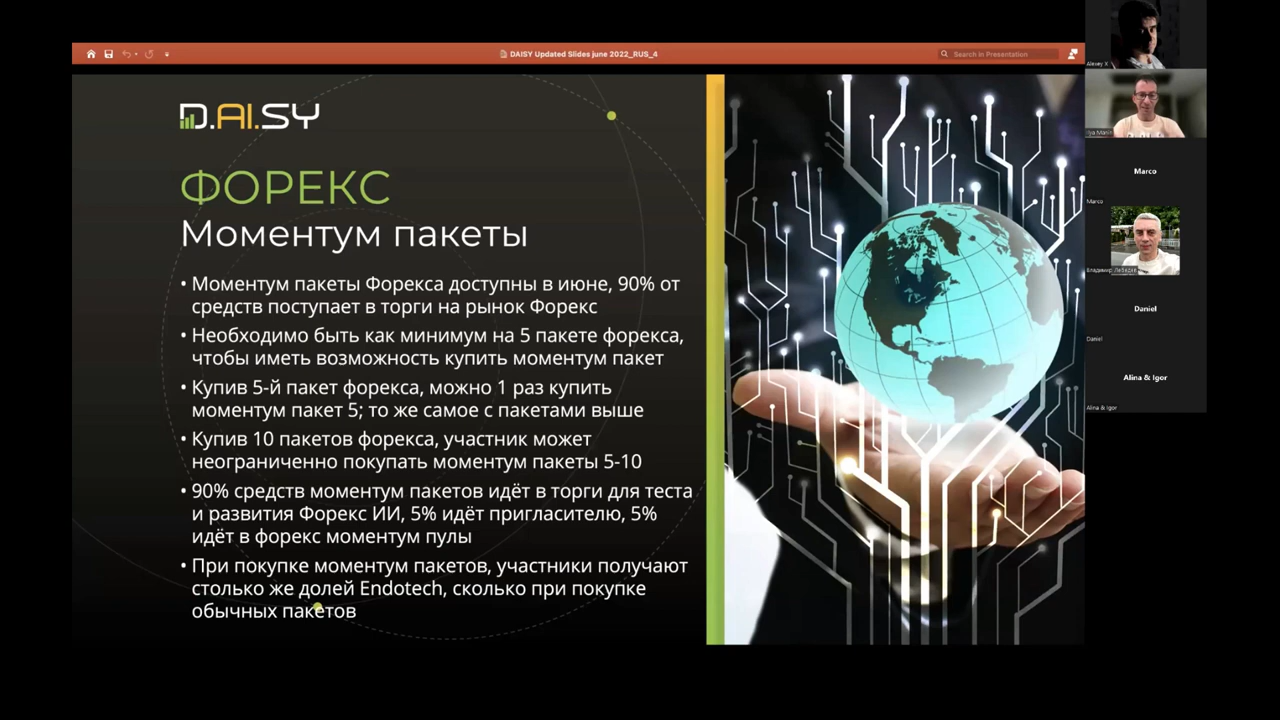 DAISY Updated Slides june 2022_RUS_4
Search in Presentation
D.AI.SY
ФОРЕКС
Моментум пакеты
• Моментум пакеты Форекса доступны в июне, 90% от
средств поступает в торги на рынок Форекс
• Необходимо быть как минимум на 5 пакете форекса,
чтобы иметь возможность купить моментум пакет
• Купив 5-й пакет форекса, можно 1 раз купить
моментум пакет 5; то же самое с пакетами выше
• Купив 10 пакетов форекса, участник может
неограниченно покупать моментум пакеты 5-10
• 90% средств моментум пакетов идёт в торги для теста
и развития Форекс ИИ, 5% идёт пригласителю, 5%
идёт в форекс моментум пулы
• При покупке моментум пакетов, участники получают
столько же долей Endotech, сколько при покупке
обычных пакетов
Alexey X
Marco
Marco
Владимир Лебедев
Daniel
Daniel
Alina & Igor
Alina & Igor